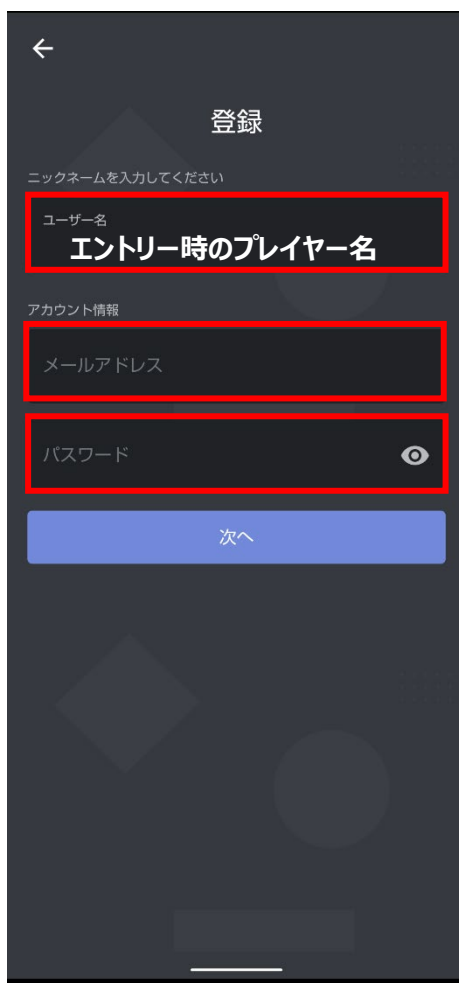 登録
ニックネームを入力してください
ユーザー名
エントリー時のプレイヤー名
アカウント情報
メールアドレス
パスワード
次へ